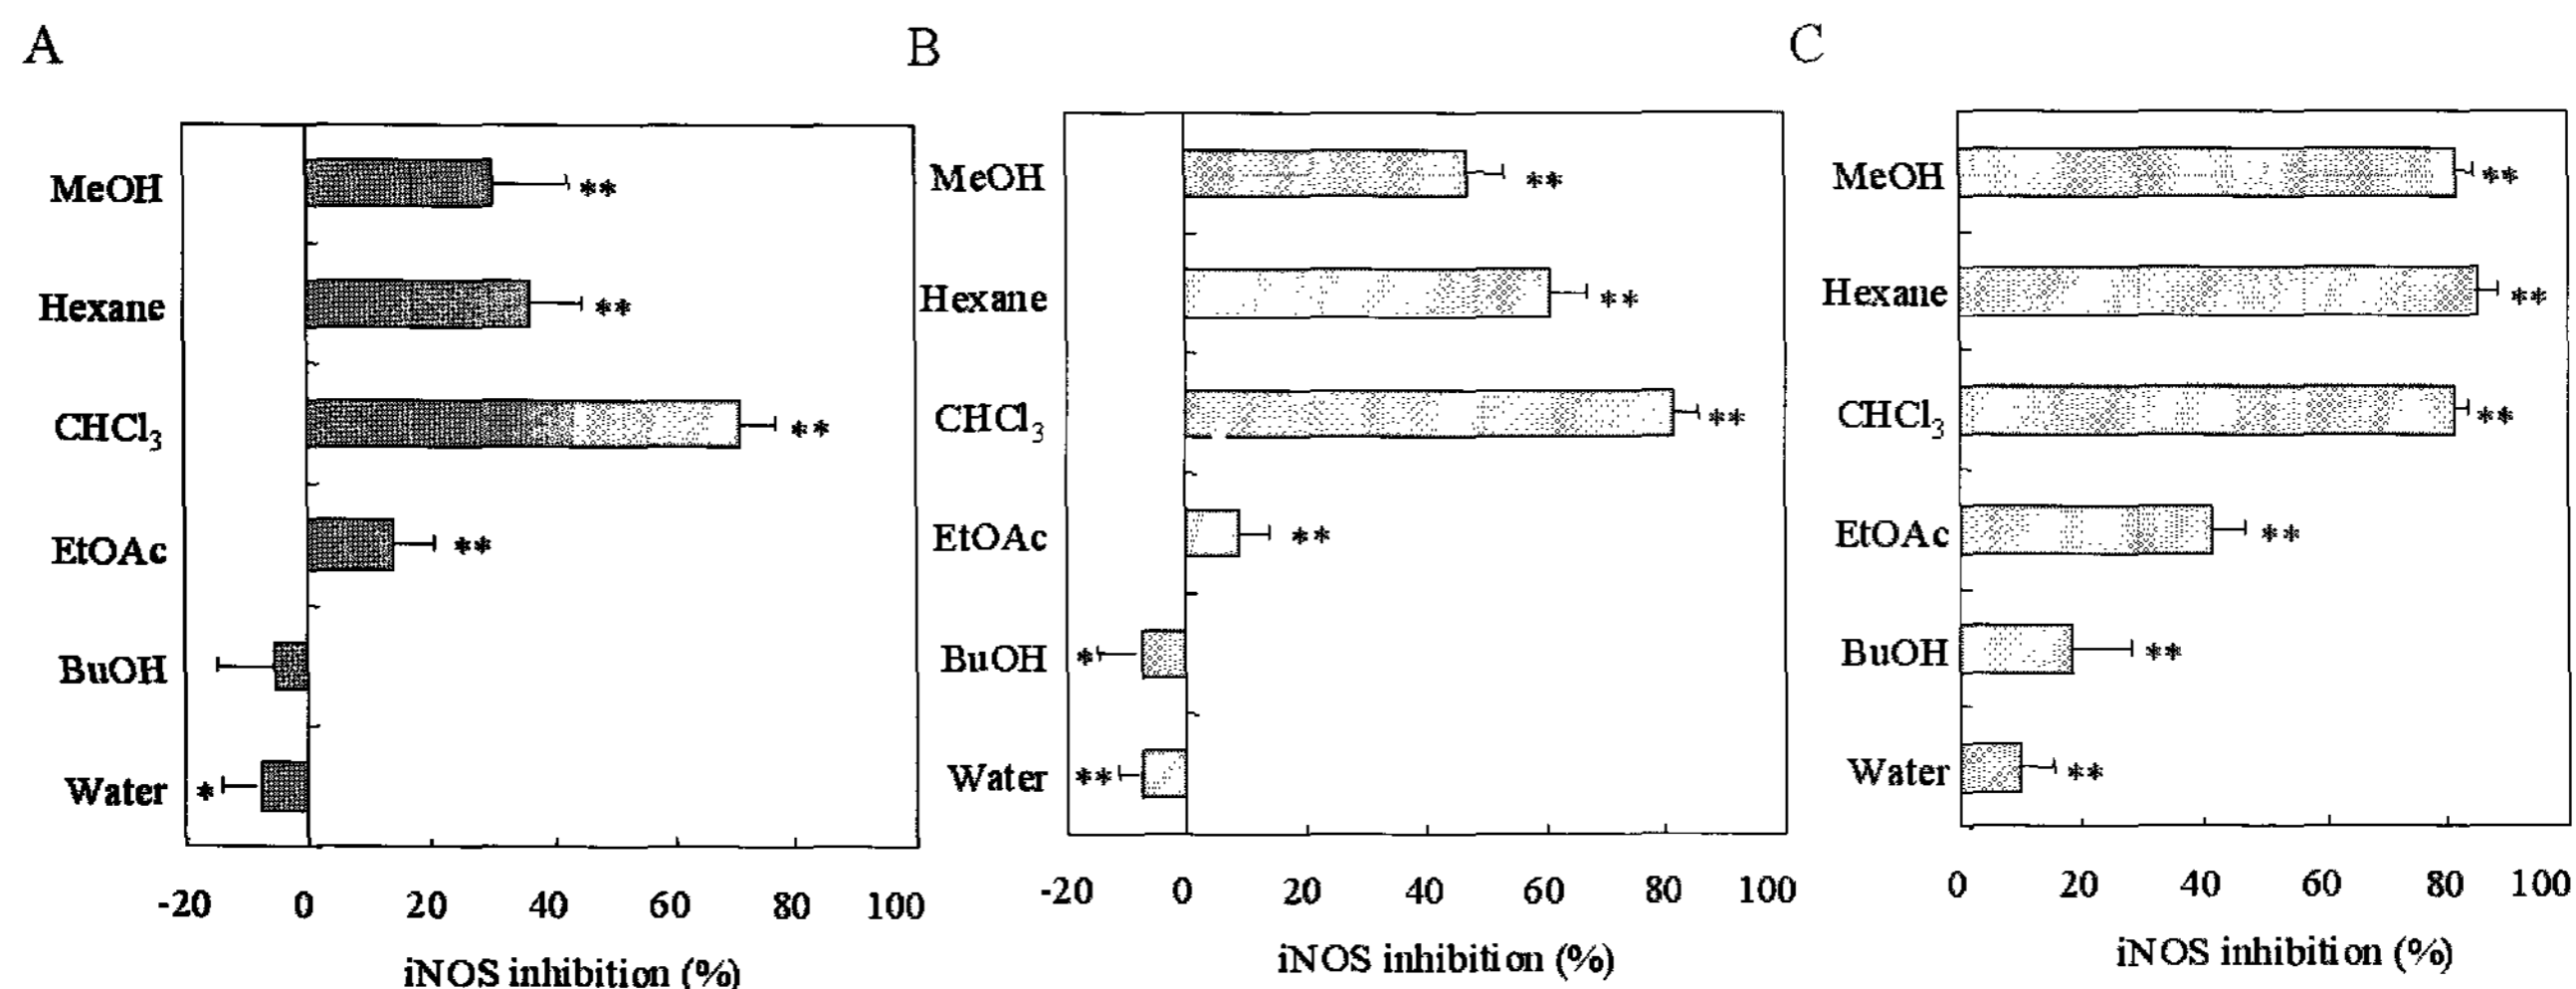 A
MeOH **
Hexane **
CHCl3 **
EtOAc **
BuOH
Water *
-20 0 20 40 60 80 100
iNOS inhibition (%)
B
MeOH **
Hexane **
CHCl3 **
EtOAc **
BuOH *
Water **
-20 0 20 40 60 80 100
iNOS inhibition (%)
C
MeOH **
Hexane **
CHCl3 **
EtOAc **
BuOH **
Water **
0 20 40 60 80 100
iNOS inhibition (%)